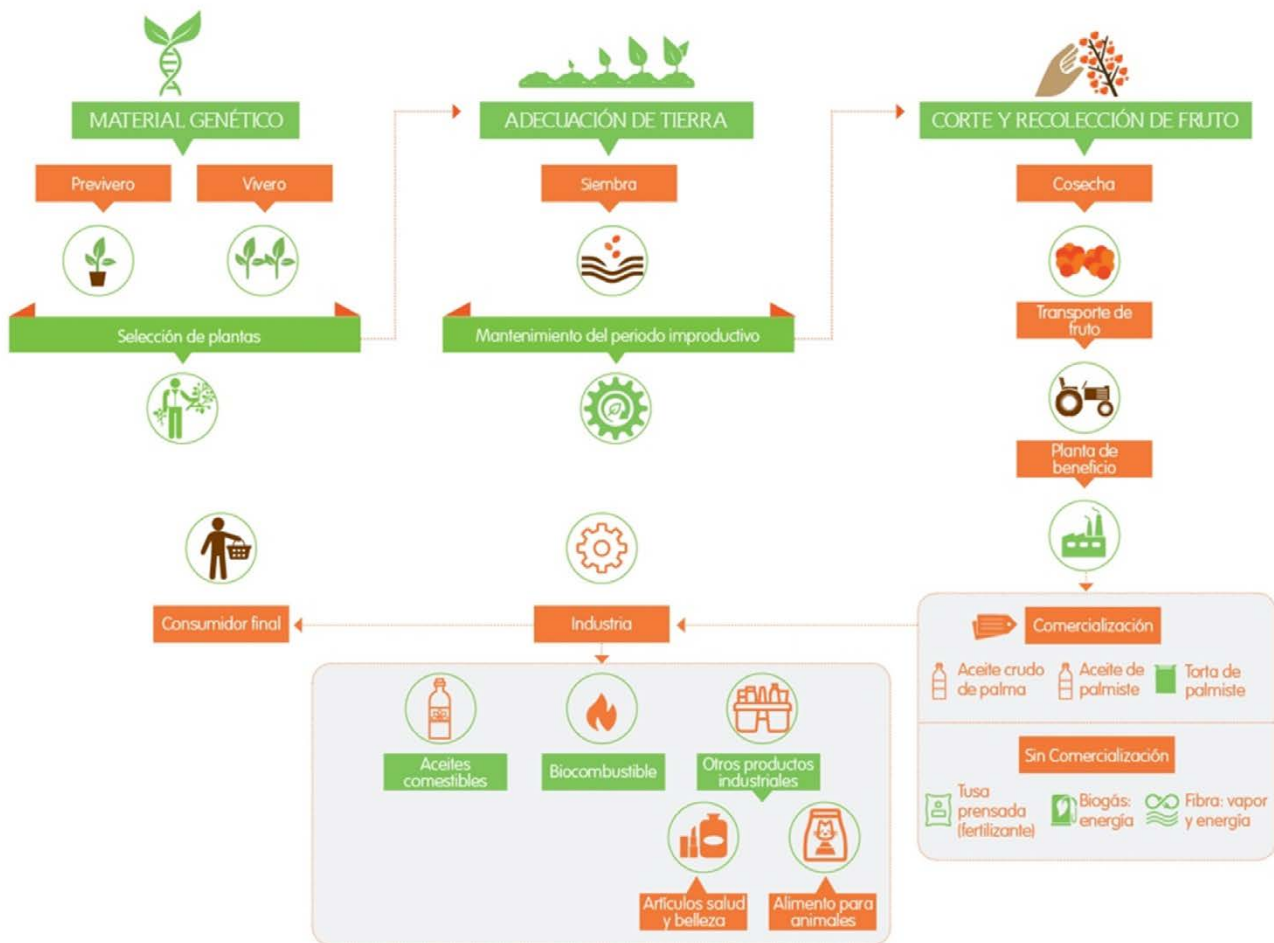 MATERIAL GENÉTICO
Previvero
Vivero
Selección de plantas
ADECUACIÓN DE TIERRA
Siembra
Mantenimiento del periodo improductivo
CORTE Y RECOLECCIÓN DE FRUTO
Cosecha
Transporte de
fruto
Planta de
beneficio
Comercialización
Aceite crudo
de palma
Aceite de
palmiste
Torta de
palmiste
Sin Comercialización
Tusa
prensada
(fertilizante)
Biogás:
energía
Fibra: vapor
y energía
Industria
Aceites
comestibles
Biocombustible
Otros productos
industriales
Artículos salud
y belleza
Alimento para
animales
Consumidor final